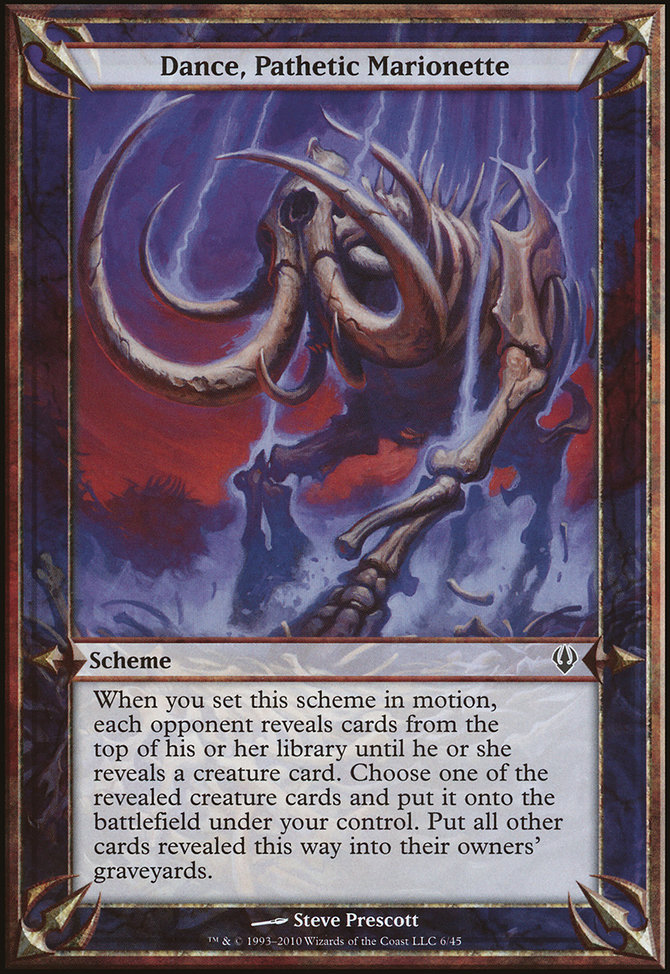 Dance, Pathetic Marionette
Scheme
When you set this scheme in motion,
each opponent reveals cards from the
top of his or her library until he or she
reveals a creature card. Choose one of the
revealed creature cards and put it onto the
battlefield under your control. Put all other
cards revealed this way into their owners’
graveyards.
Steve Prescott
™ & © 1993–2010 Wizards of the Coast LLC 6/45